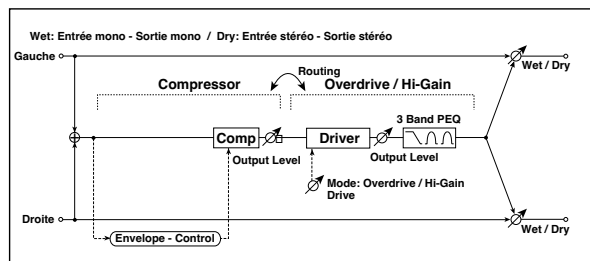 Wet: Entrée mono - Sortie mono / Dry: Entrée stéréo - Sortie stéréo
Gauche
Wet / Dry
Routing
Compressor
Overdrive / Hi-Gain
3 Band PEQ
Comp
Driver
Output Level
Output Level
Mode: Overdrive / Hi-Gain
Drive
Droite
Wet / Dry
Envelope - Control